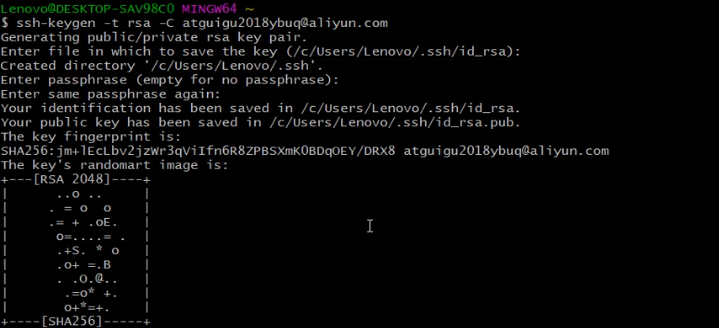 Lenovo@DESKTOP-SAV98C0 MINGW64 ~
$ ssh-keygen -t rsa -C atguigu2018ybuq@aliyun.com
Generating public/private rsa key pair.
Enter file in which to save the key (/c/Users/Lenovo/.ssh/id_rsa):
Created directory '/c/Users/Lenovo/.ssh'.
Enter passphrase (empty for no passphrase):
Enter same passphrase again:
Your identification has been saved in /c/Users/Lenovo/.ssh/id_rsa.
Your public key has been saved in /c/Users/Lenovo/.ssh/id_rsa.pub.
The key fingerprint is:
SHA256:jm+lEcLbv2jzWr3qViIfn6R8ZPBSXmK0BDqOEY/DRX8 atguigu2018ybuq@aliyun.com
The key's randomart image is:
+---[RSA 2048]----+
|      ..o ..     |
|     . = o  o    |
|     .= + .oE.   |
|      o=....= .  |
|      .+S. * o   |
|      .o+ =.B    |
|      . .O.@..   |
|       .=o* +.   |
|       o+*=+.    |
+----[SHA256]-----+